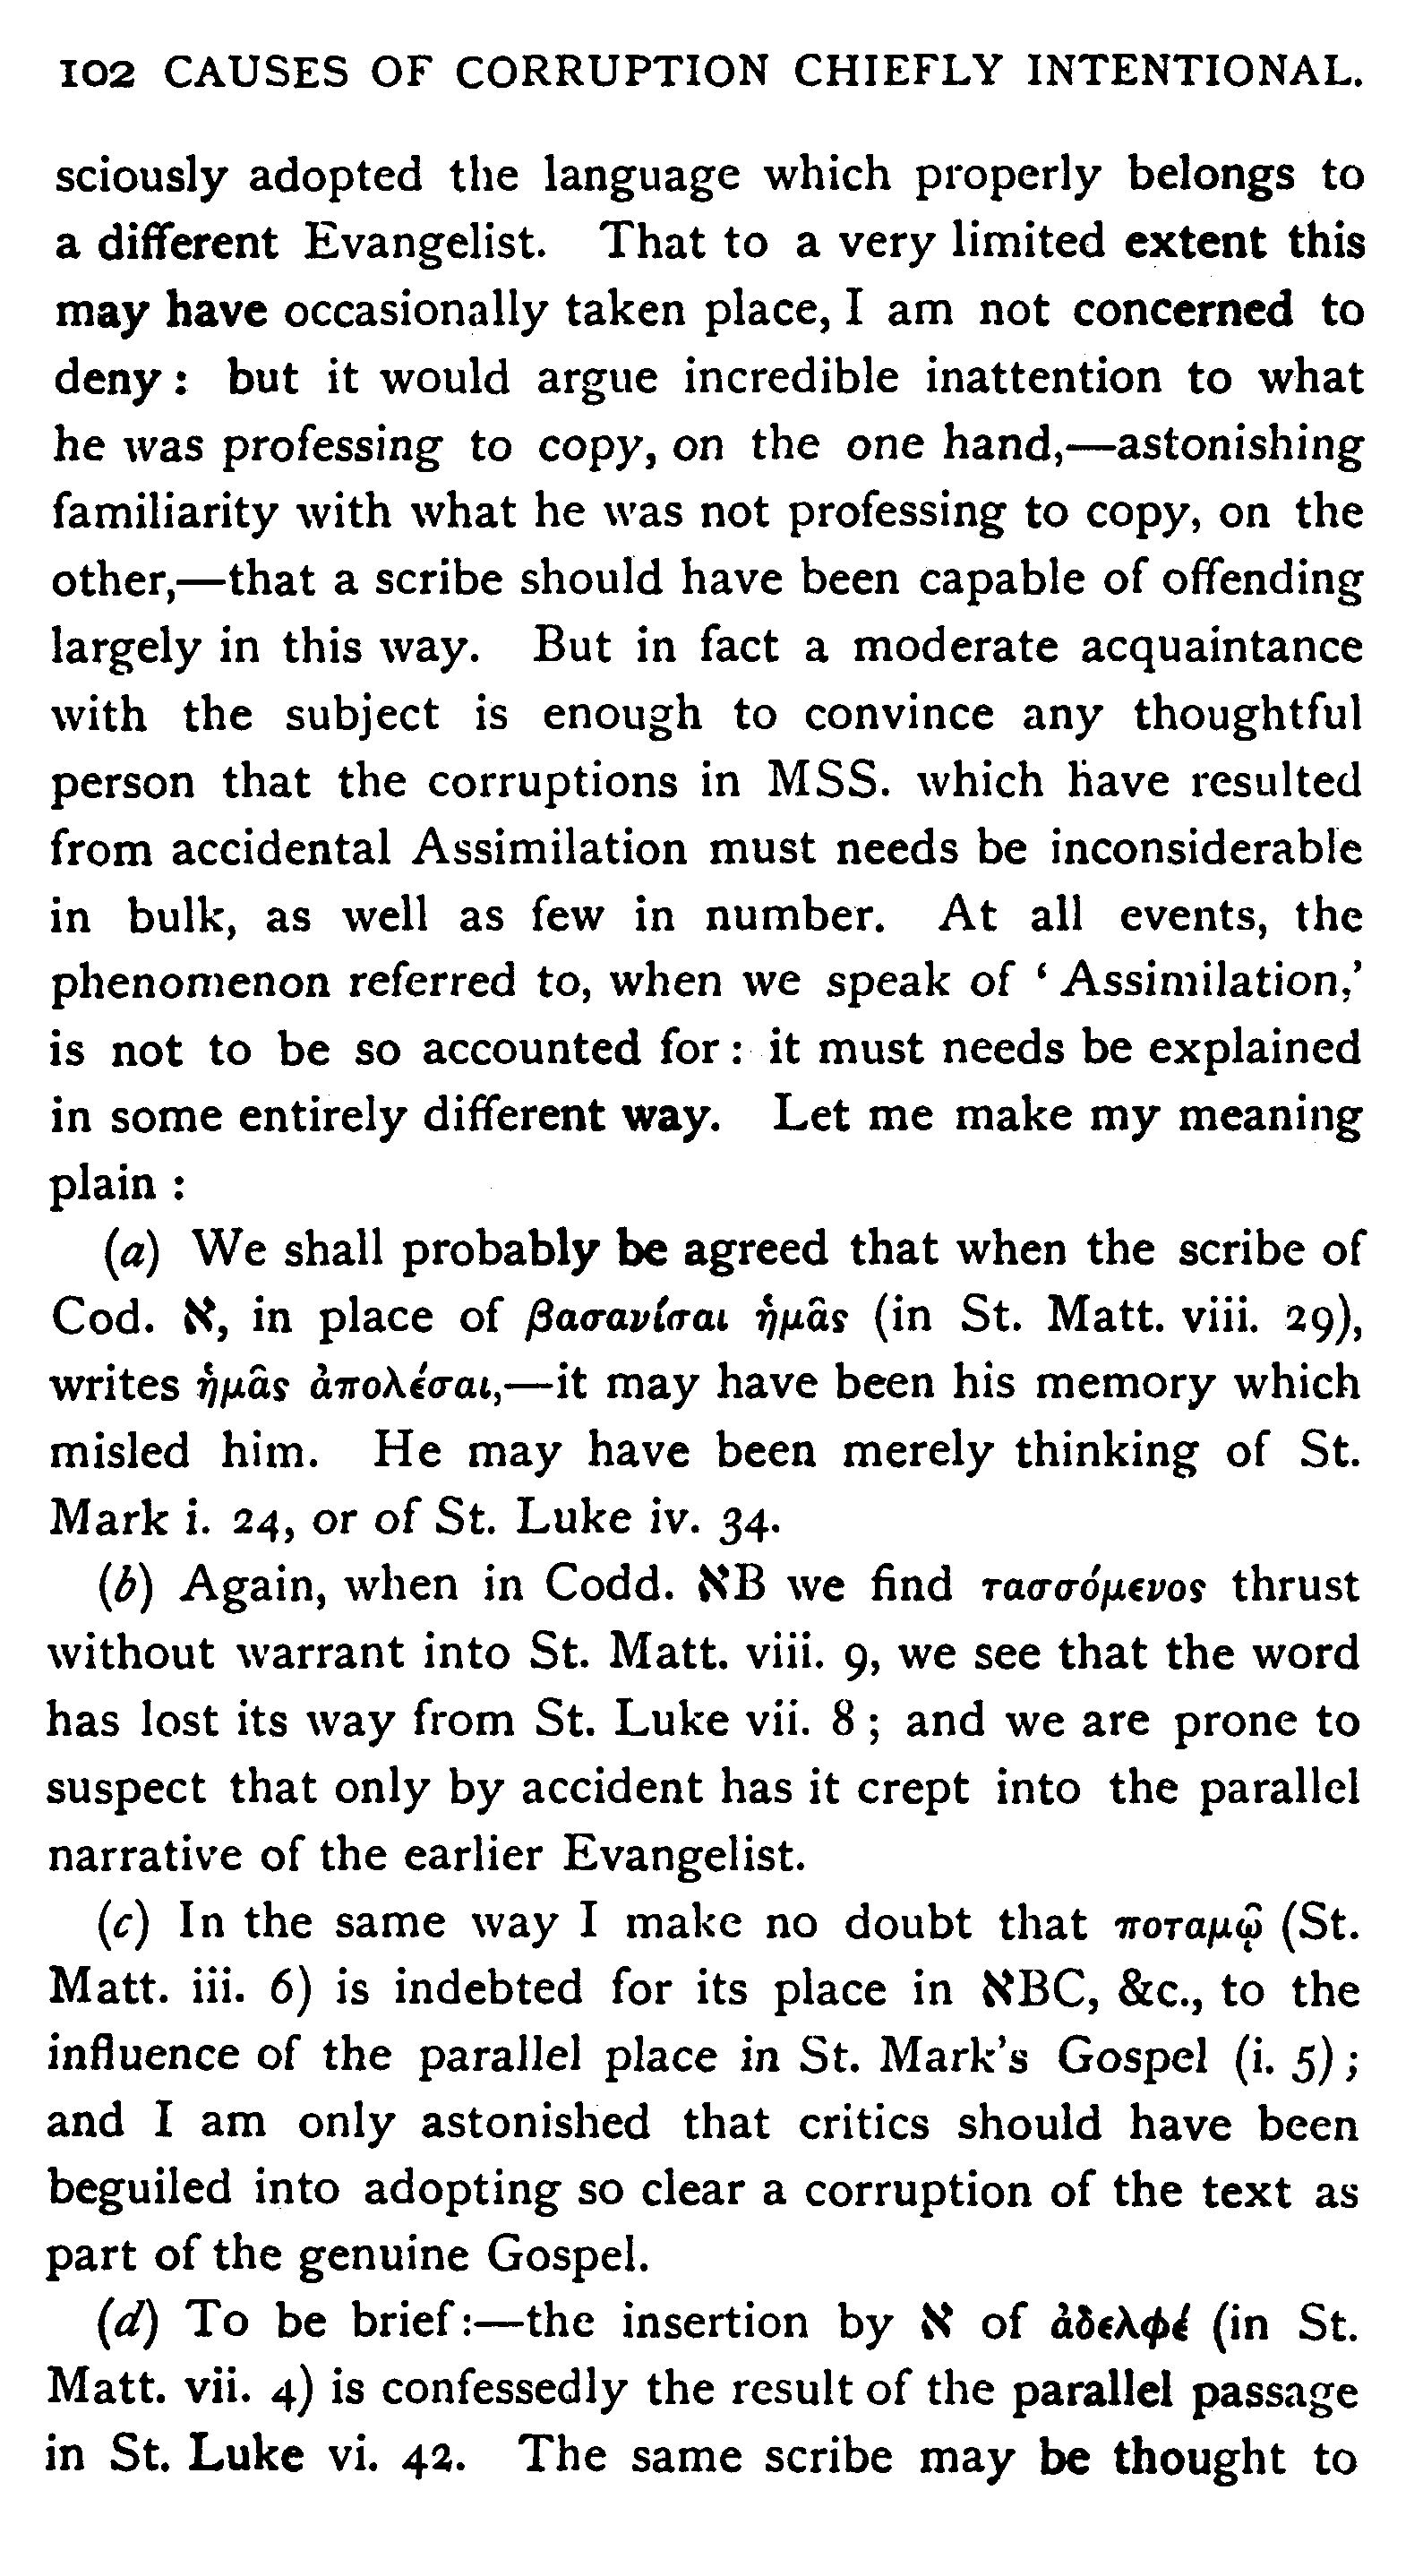 102 CAUSES OF CORRUPTION CHIEFLY INTENTIONAL.
sciously adopted the language which properly belongs to
a different Evangelist. That to a very limited extent this
may have occasionally taken place, I am not concerned to
deny : but it would argue incredible inattention to what
he was professing to copy, on the one hand,—astonishing
familiarity with what he was not professing to copy, on the
other,—that a scribe should have been capable of offending
largely in this way. But in fact a moderate acquaintance
with the subject is enough to convince any thoughtful
person that the corruptions in MSS. which have resulted
from accidental Assimilation must needs be inconsiderable
in bulk, as well as few in number. At all events, the
phenomenon referred to, when we speak of ‘ Assimilation,’
is not to be so accounted for : it must needs be explained
in some entirely different way. Let me make my meaning
plain :
(a) We shall probably be agreed that when the scribe of
Cod. א, in place of βασανίσαι ἡμᾶς (in St. Matt. viii. 29),
writes ἡμᾶς ἀπολέσαι,—it may have been his memory which
misled him. He may have been merely thinking of St.
Mark i. 24, or of St. Luke iv. 34.
(b) Again, when in Codd. אB we find τασσόμενος thrust
without warrant into St. Matt. viii. 9, we see that the word
has lost its way from St. Luke vii. 8 ; and we are prone to
suspect that only by accident has it crept into the parallel
narrative of the earlier Evangelist.
(c) In the same way I make no doubt that ποταμῷ (St.
Matt. iii. 6) is indebted for its place in אBC, &c., to the
influence of the parallel place in St. Mark’s Gospel (i. 5) ;
and I am only astonished that critics should have been
beguiled into adopting so clear a corruption of the text as
part of the genuine Gospel.
(d) To be brief :—the insertion by א of ἀδελφέ (in St.
Matt. vii. 4) is confessedly the result of the parallel passage
in St. Luke vi. 42. The same scribe may be thought to